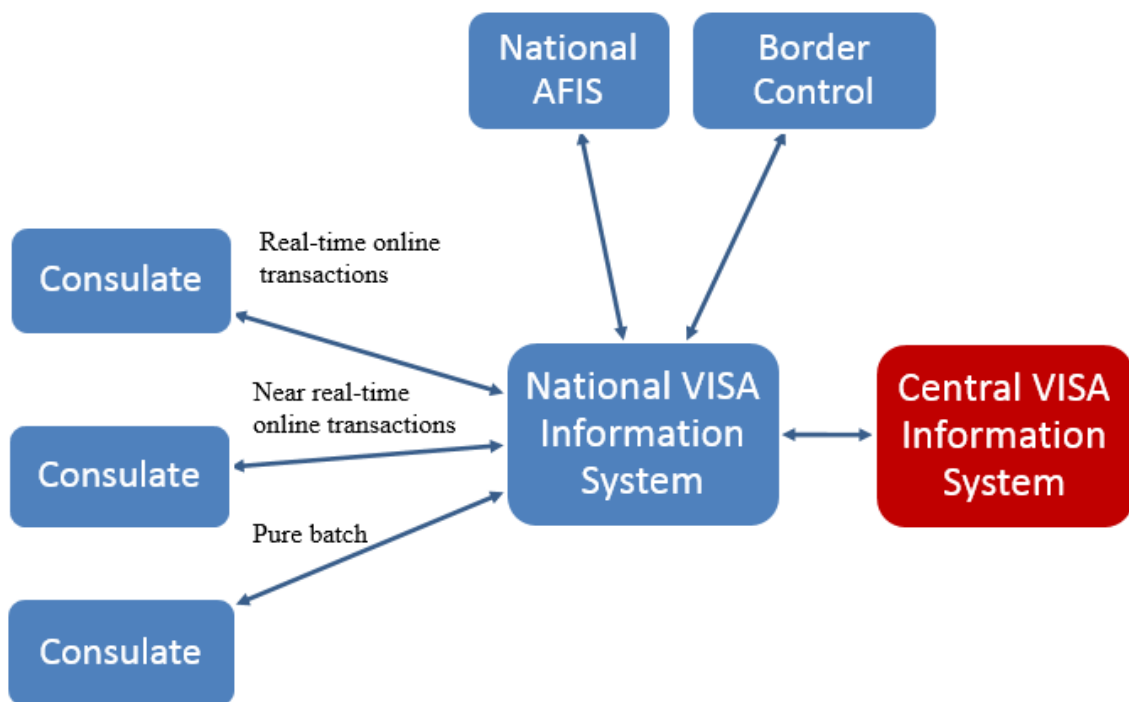 National
AFIS
Border
Control
Real-time online
transactions
Consulate
Near real-time
online transactions
National VISA
Information
System
Central VISA
Information
System
Consulate
Pure batch
Consulate